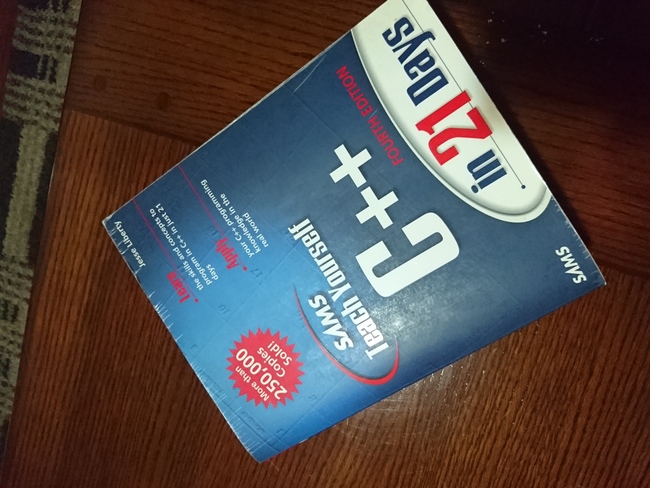 SAMS
Teach Yourself
C++
FOURTH EDITION
in 21 Days
More than
250,000
Copies
Sold!
Learn
the skills and concepts to
program in C++ in just 21
days
Apply
your C++ programming
knowledge in the
real world
Jesse Liberty
SAMS